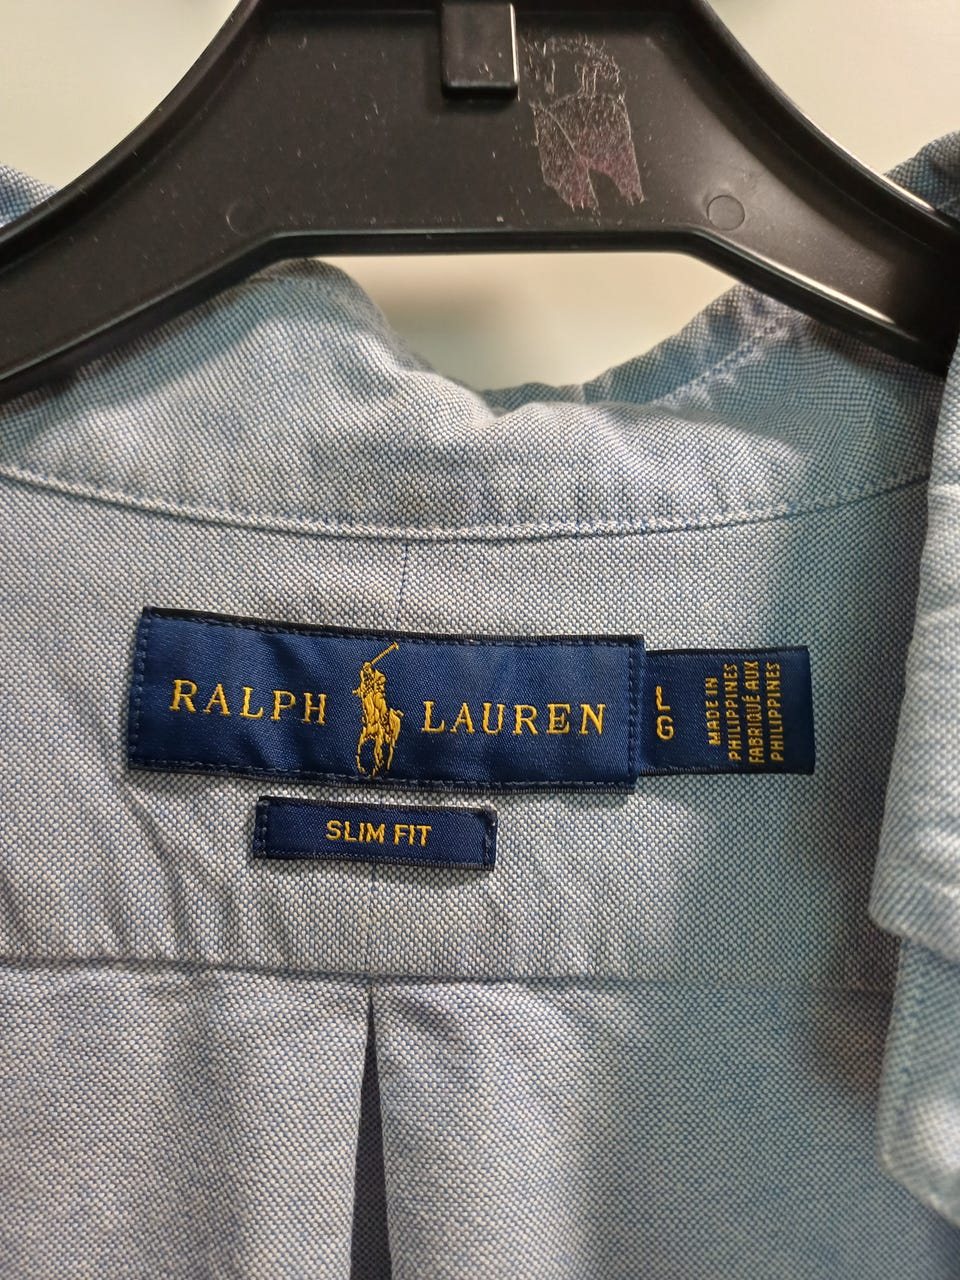 RALPH LAUREN
L
G
MADE IN
PHILIPPINES
FABRIQUÉ AUX
PHILIPPINES
SLIM FIT